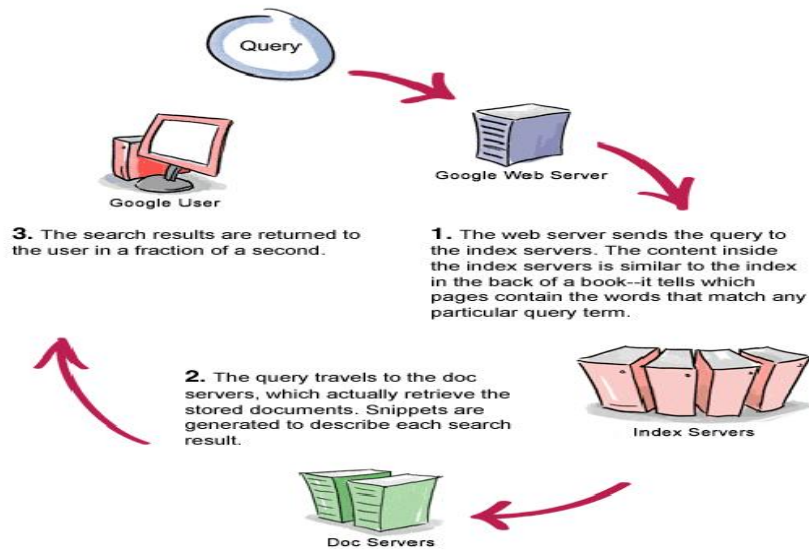 Query
Google Web Server
Google User
1. The web server sends the query to
the index servers. The content inside
the index servers is similar to the index
in the back of a book--it tells which
pages contain the words that match any
particular query term.
Index Servers
2. The query travels to the doc
servers, which actually retrieve the
stored documents. Snippets are
generated to describe each search
result.
Doc Servers
3. The search results are returned to
the user in a fraction of a second.